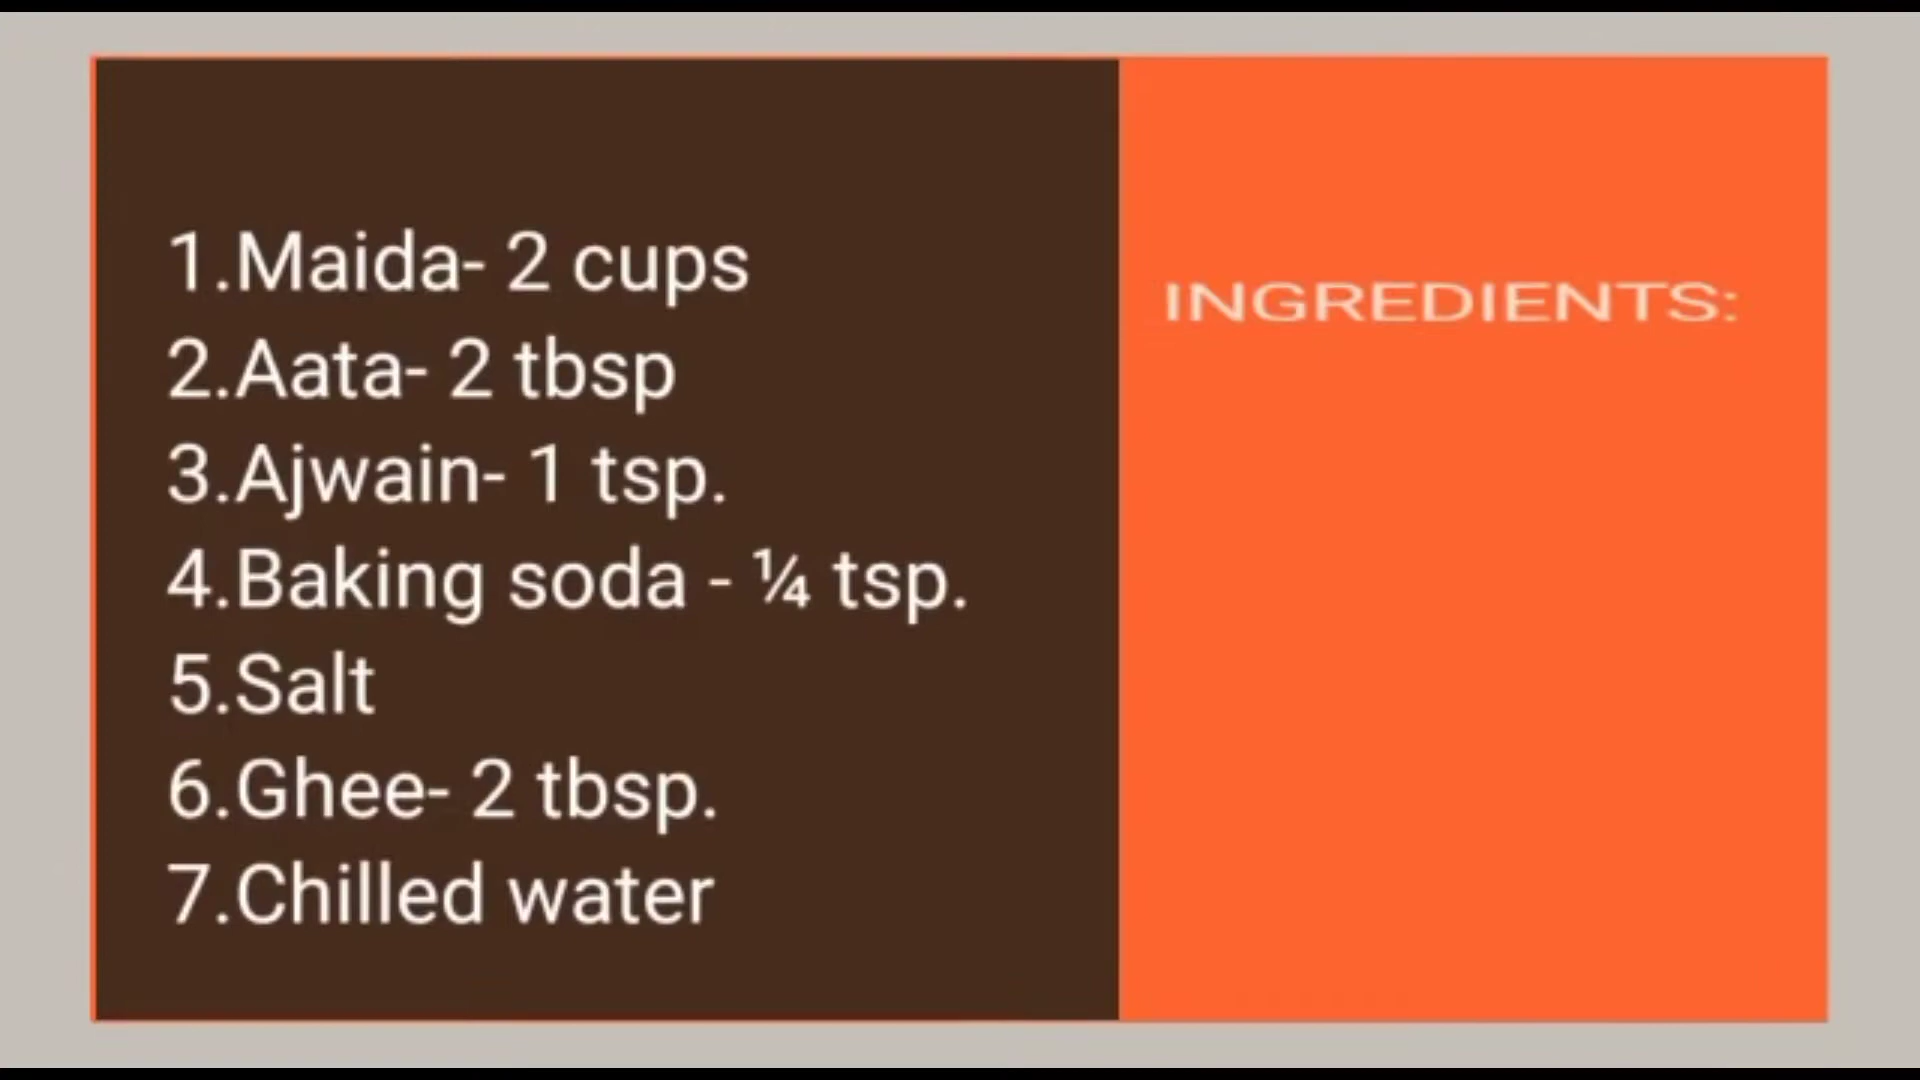 1.Maida- 2 cups
2.Aata- 2 tbsp
3.Ajwain- 1 tsp.
4.Baking soda - ¼ tsp.
5.Salt
6.Ghee- 2 tbsp.
7.Chilled water
INGREDIENTS: